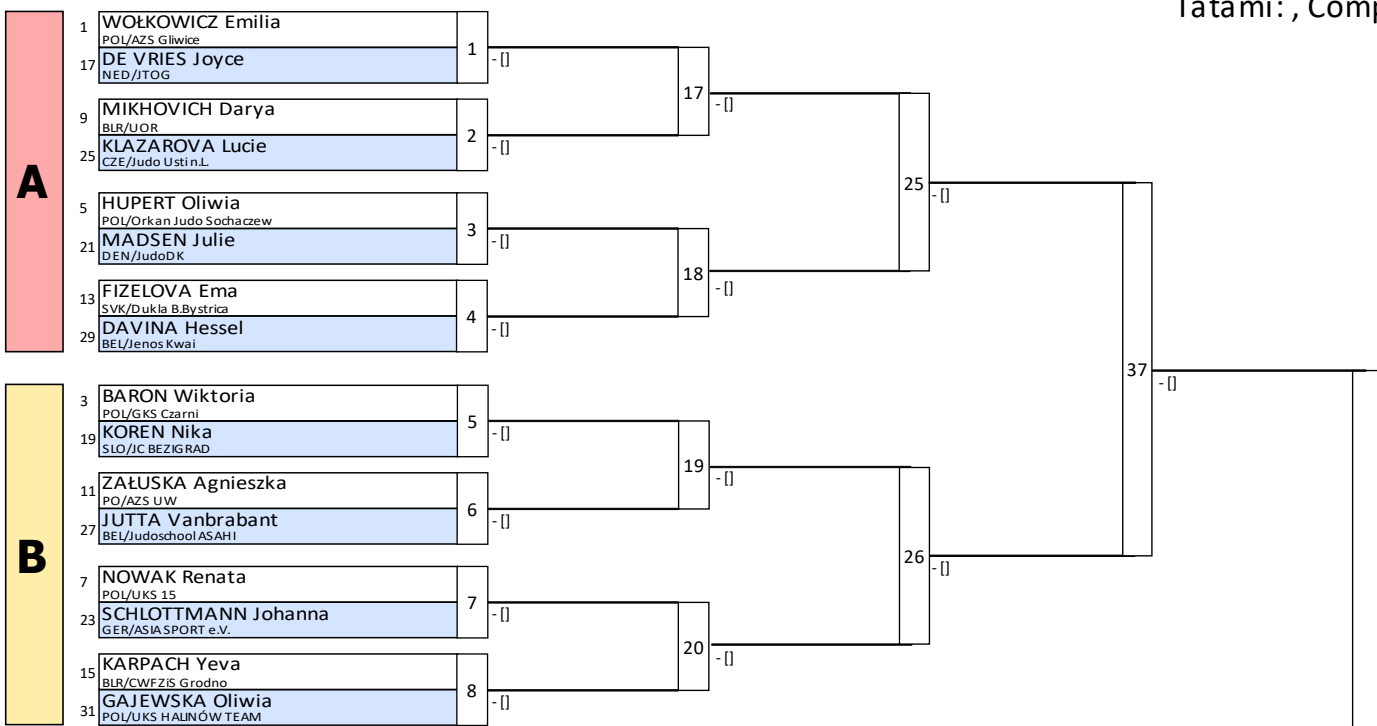 Tatami: , Comp
A
1 WOŁKOWICZ Emilia
POL/AZS Gliwice
17 DE VRIES Joyce
NED/JTOG
1
- []
9 MIKHOVICH Darya
BLR/UOR
25 KLAZAROVA Lucie
CZE/Judo Usti n.L.
2
- []
17
- []
5 HUPERT Oliwia
POL/Orkan Judo Sochaczew
21 MADSEN Julie
DEN/JudoDK
3
- []
13 FIZELOVA Ema
SVK/Dukla B.Bystrica
29 DAVINA Hessel
BEL/Jenos Kwai
4
- []
18
- []
25
- []
B
3 BARON Wiktoria
POL/GKS Czarni
19 KOREN Nika
SLO/JC BEZIGRAD
5
- []
11 ZAŁUSKA Agnieszka
PO/AZS UW
27 JUTTA Vanbrabant
BEL/Judoschool ASAHI
6
- []
19
- []
7 NOWAK Renata
POL/UKS 15
23 SCHLOTTMANN Johanna
GER/ASIA SPORT e.V.
7
- []
15 KARPACH Yeva
BLR/CWFZiS Grodno
31 GAJEWSKA Oliwia
POL/UKS HALINÓW TEAM
8
- []
20
- []
26
- []
37
- []